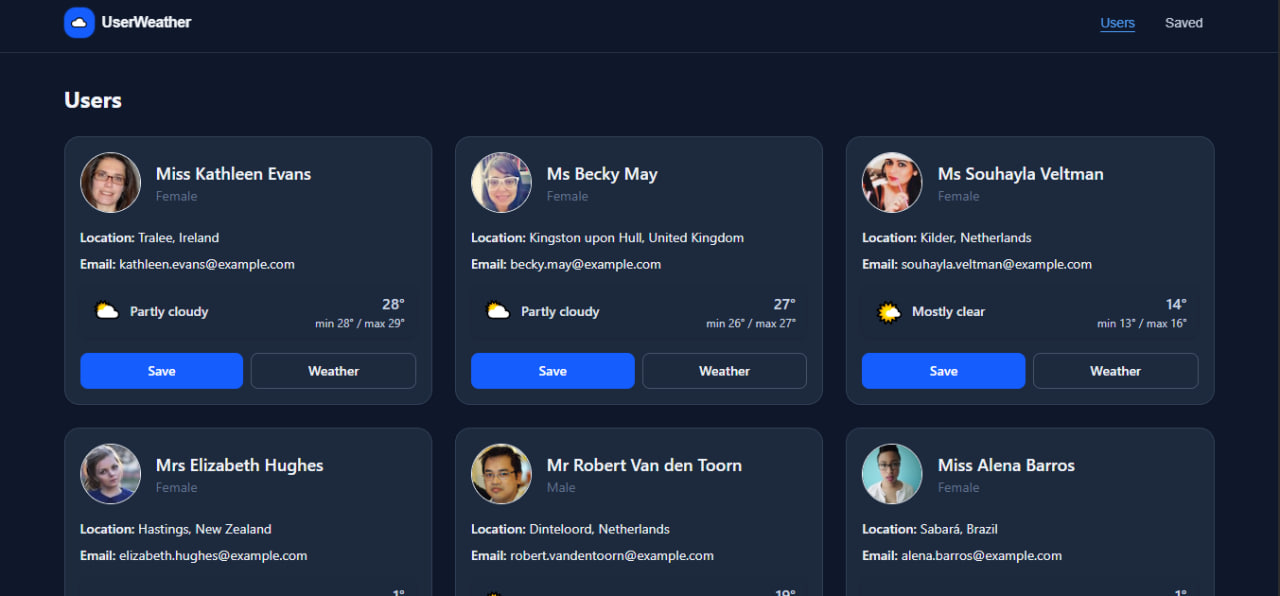 UserWeather
Users
Saved
Users
Miss Kathleen Evans
Female
Location: Tralee, Ireland
Email: kathleen.evans@example.com
Partly cloudy
28°
min 28° / max 29°
Save
Weather
Ms Becky May
Female
Location: Kingston upon Hull, United Kingdom
Email: becky.may@example.com
Partly cloudy
27°
min 26° / max 27°
Save
Weather
Ms Souhayla Veltman
Female
Location: Kilder, Netherlands
Email: souhayla.veltman@example.com
Mostly clear
14°
min 13° / max 16°
Save
Weather
Mrs Elizabeth Hughes
Female
Location: Hastings, New Zealand
Email: elizabeth.hughes@example.com
1°
Mr Robert Van den Toorn
Male
Location: Dinteloord, Netherlands
Email: robert.vandentoorn@example.com
19°
Miss Alena Barros
Female
Location: Sabará, Brazil
Email: alena.barros@example.com
1°